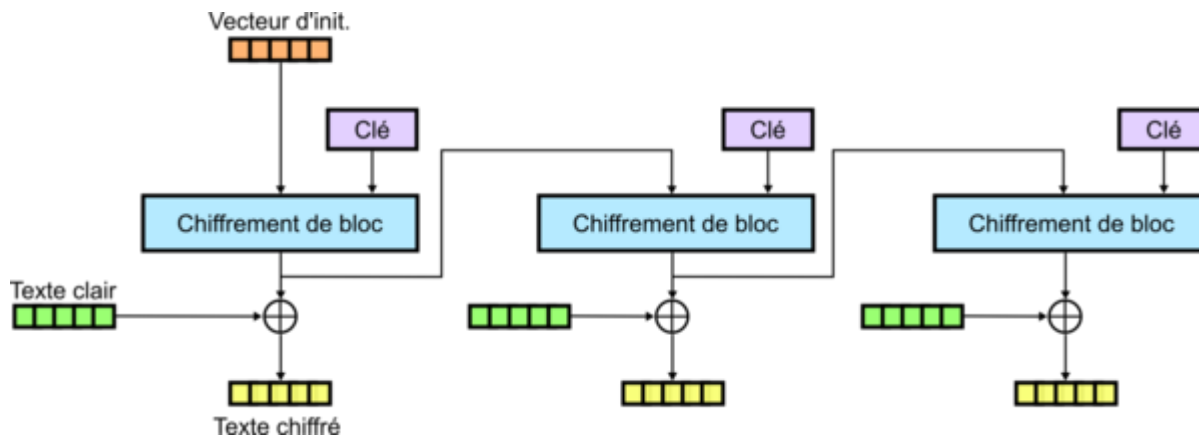 Vecteur d'init.
Clé
Clé
Clé
Chiffrement de bloc
Chiffrement de bloc
Chiffrement de bloc
Texte clair
Texte chiffré